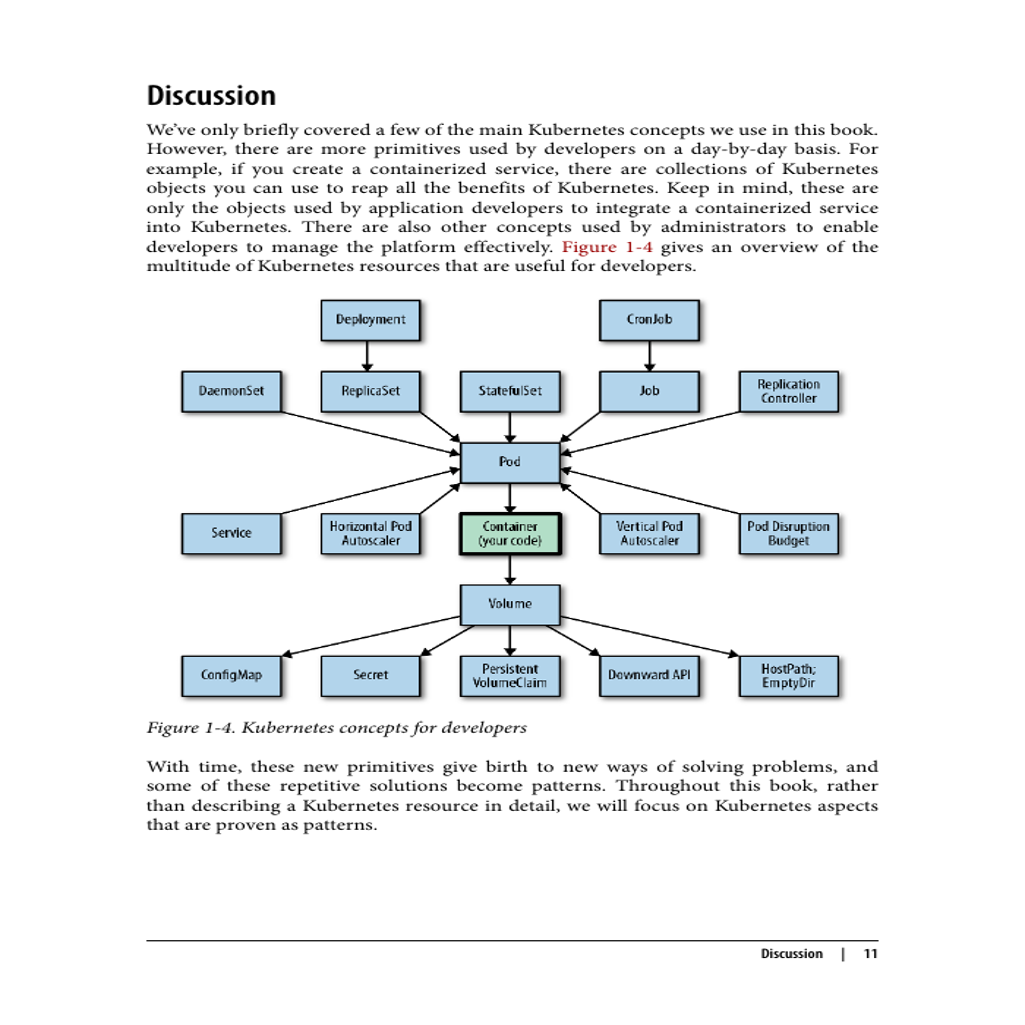 Discussion
We’ve only briefly covered a few of the main Kubernetes concepts we use in this book.
However, there are more primitives used by developers on a day-by-day basis. For
example, if you create a containerized service, there are collections of Kubernetes
objects you can use to reap all the benefits of Kubernetes. Keep in mind, these are
only the objects used by application developers to integrate a containerized service
into Kubernetes. There are also other concepts used by administrators to enable
developers to manage the platform effectively. Figure 1-4 gives an overview of the
multitude of Kubernetes resources that are useful for developers.
Deployment
CronJob
DaemonSet
ReplicaSet
StatefulSet
Job
Replication
Controller
Pod
Service
Horizontal Pod
Autoscaler
Container
(your code)
Vertical Pod
Autoscaler
Pod Disruption
Budget
Volume
ConfigMap
Secret
Persistent
VolumeClaim
Downward API
HostPath;
EmptyDir
Figure 1-4. Kubernetes concepts for developers
With time, these new primitives give birth to new ways of solving problems, and
some of these repetitive solutions become patterns. Throughout this book, rather
than describing a Kubernetes resource in detail, we will focus on Kubernetes aspects
that are proven as patterns.
Discussion | 11